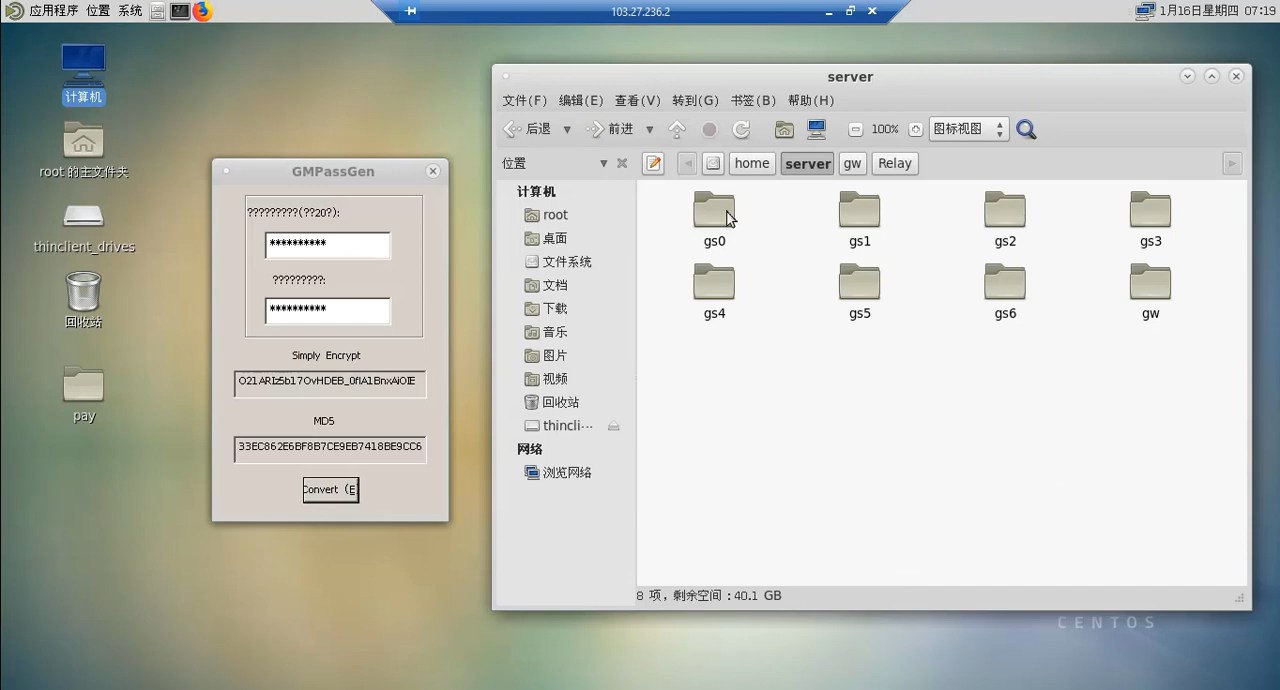 应用程序 位置 系统
103.27.236.2
1月16日星期四 07:19
计算机
root 的主文件夹
thinclient_drives
回收站
pay
GMPassGen
?????????(??20?):
**********
?????????:
**********
Simply Encrypt
MD5
33EC862E6BF8B7CE9EB7418BE9CC6
Convert (E
server
文件(F) 编辑(E) 查看(V) 转到(G) 书签(B) 帮助(H)
后退 前进 100% 图标视图
位置
home server gw Relay
计算机
root
桌面
文件系统
文档
下载
音乐
图片
视频
回收站
thincli···
网络
浏览网络
gs0 gs1 gs2 gs3
gs4 gs5 gs6 gw
8 项，剩余空间：40.1 GB
CENTOS